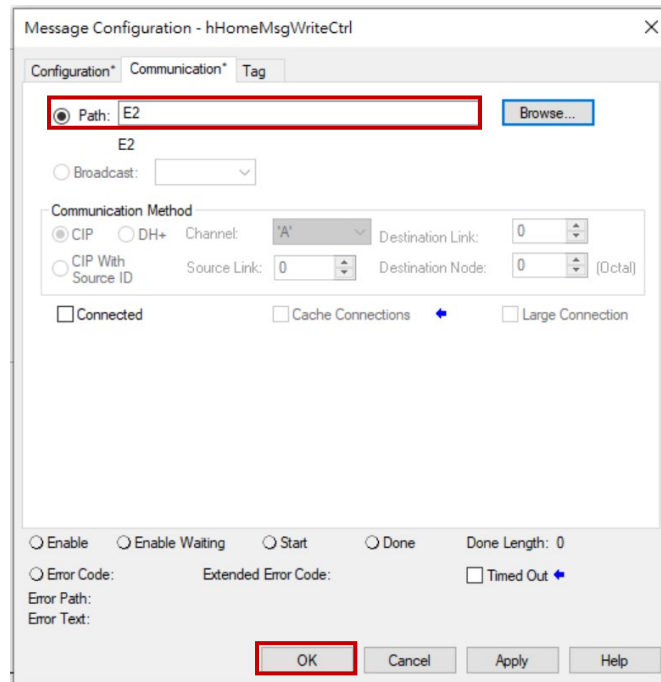 Message Configuration - hHomeMsgWriteCtrl
Configuration* Communication* Tag
Path: E2 Browse...
E2
Broadcast:
Communication Method
CIP DH+ Channel: 'A' Destination Link: 0
CIP With Source ID Source Link: 0 Destination Node: 0 (Octal)
Connected Cache Connections Large Connection
Enable Enable Waiting Start Done Done Length: 0
Error Code: Extended Error Code: Timed Out
Error Path:
Error Text:
OK Cancel Apply Help